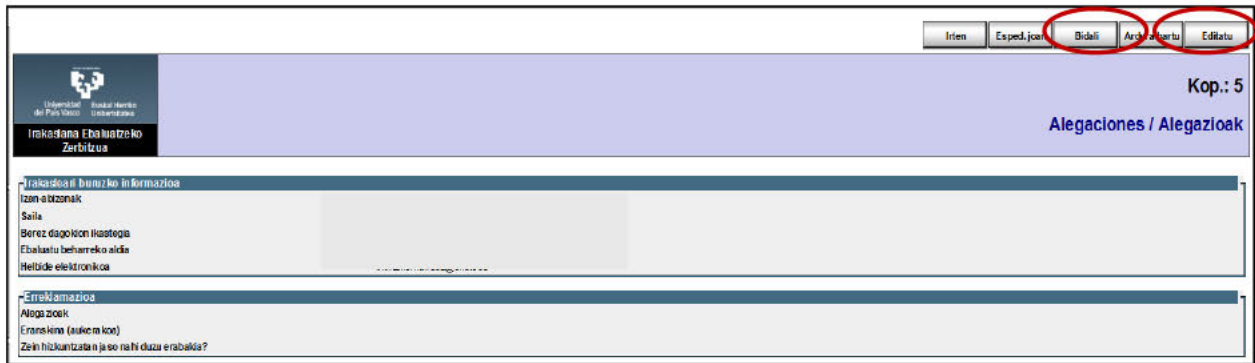 Irten Esped. joan Bidali Ardura hartu Editatu
Universidad del País Vasco Euskal Herriko Unibertsitatea
Irakaslana Ebaluatzeko
Zerbitzua
Kop.: 5
Alegaciones / Alegazioak
Irakasleari buruzko informazioa
Izen-abizenak
Saila
Berez dagokion ikastegia
Ebaluatu beharreko aldia
Helbide elektronikoa
Erreklamazioa
Alegazioak
Eranskina (aukerakoa)
Zein hizkuntzatan jaso nahi duzu erabakia?